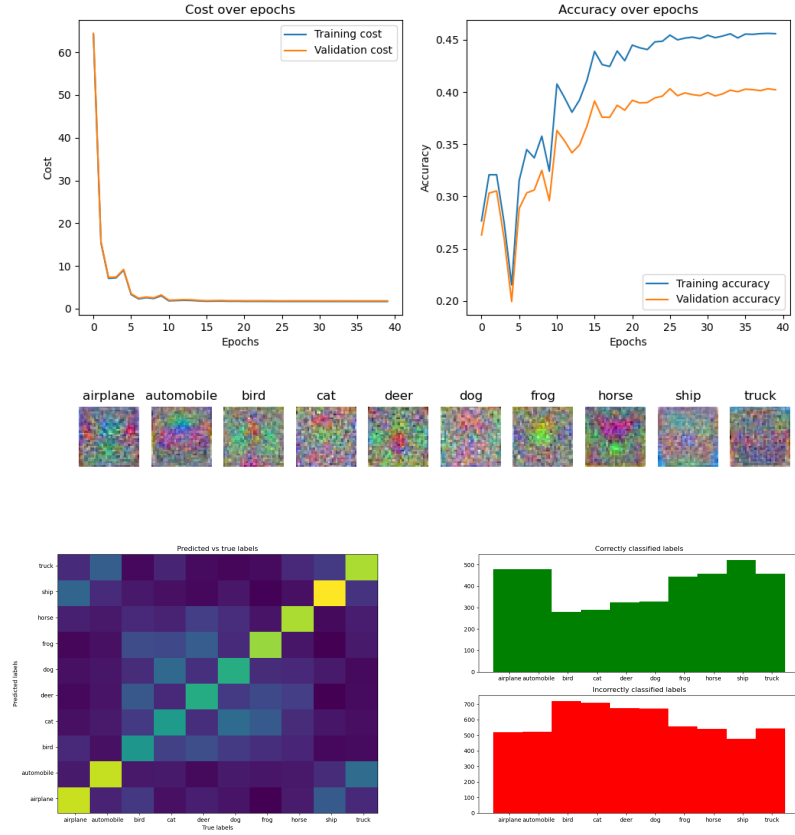 Cost over epochs
Training cost
Validation cost
60
50
40
30
20
10
0
Cost
0 5 10 15 20 25 30 35 40
Epochs
Accuracy over epochs
0.45
0.40
0.35
0.30
0.25
0.20
Accuracy
Training accuracy
Validation accuracy
0 5 10 15 20 25 30 35 40
Epochs
airplane automobile bird cat deer dog frog horse ship truck
Predicted vs true labels
truck
ship
horse
frog
dog
deer
cat
bird
automobile
airplane
Predicted labels
airplane automobile bird cat deer dog frog horse ship truck
True labels
Correctly classified labels
500
400
300
200
100
0
airplane automobile bird cat deer dog frog horse ship truck
Incorrectly classified labels
700
600
500
400
300
200
100
0
airplane automobile bird cat deer dog frog horse ship truck